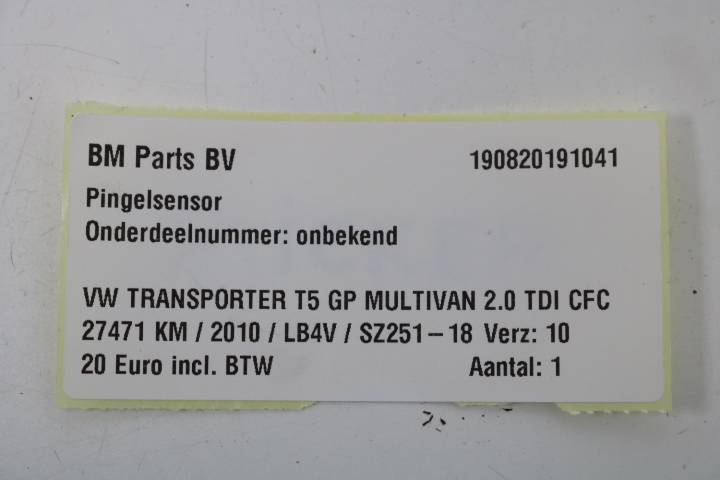 BM Parts BV 190820191041
Pingelsensor
Onderdeelnummer: onbekend
VW TRANSPORTER T5 GP MULTIVAN 2.0 TDI CFC
27471 KM / 2010 / LB4V / SZ251-18 Verz: 10
20 Euro incl. BTW Aantal: 1